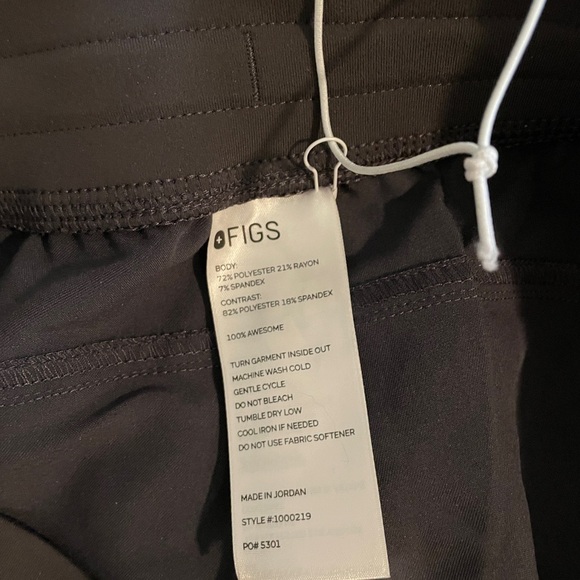 FIGS
BODY:
72% POLYESTER 21% RAYON
7% SPANDEX
CONTRAST:
82% POLYESTER 18% SPANDEX
100% AWESOME
TURN GARMENT INSIDE OUT
MACHINE WASH COLD
GENTLE CYCLE
DO NOT BLEACH
TUMBLE DRY LOW
COOL IRON IF NEEDED
DO NOT USE FABRIC SOFTENER
MADE IN JORDAN
STYLE #:1000219
PO# 5301